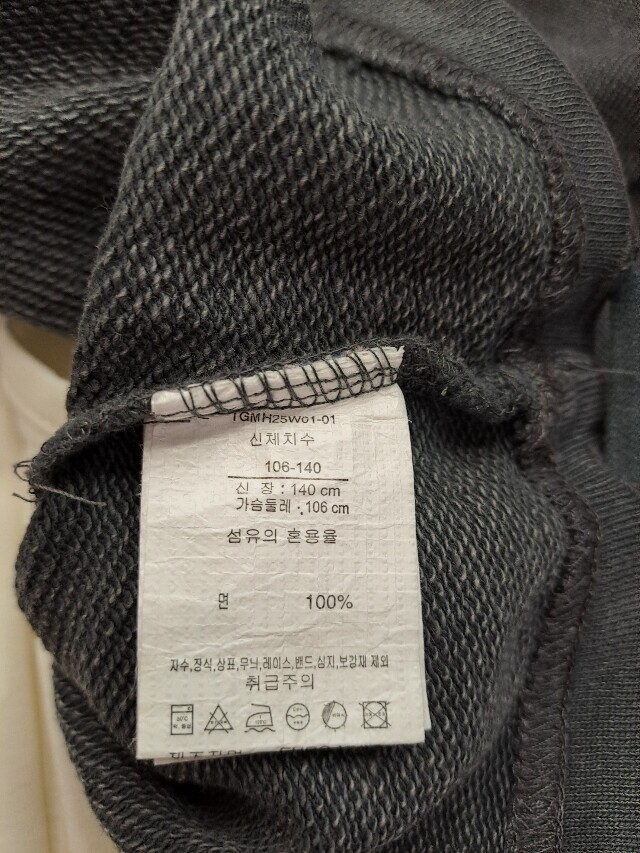 TGMH25W01-01
신체치수
106-140
신 장 : 140 cm
가슴둘레 : 106 cm
섬유의 혼용율
면 100%
자수,장식,상표,무늬,레이스,밴드,심지,보강재 제외
취급주의